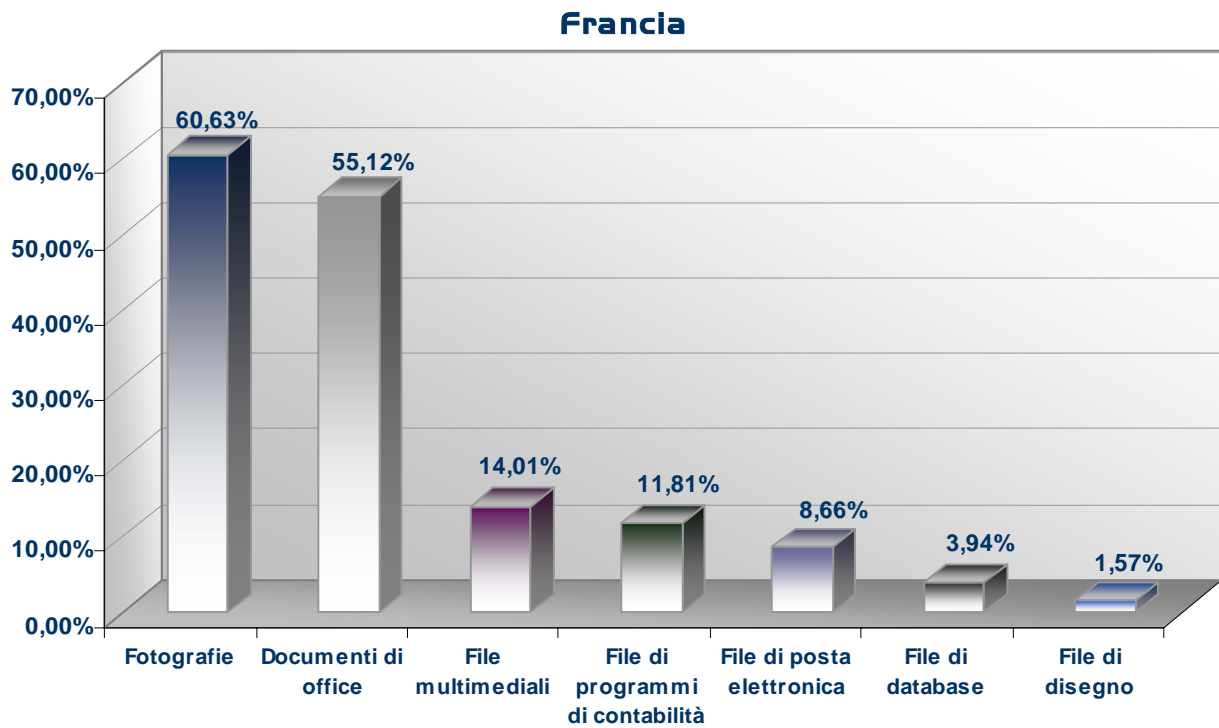 Francia
70,00%
60,00%
50,00%
40,00%
30,00%
20,00%
10,00%
0,00%
60,63%
55,12%
14,01%
11,81%
8,66%
3,94%
1,57%
Fotografie
Documenti di
office
File
multimediali
File di
programmi
di contabilità
File di posta
elettronica
File di
database
File di
disegno